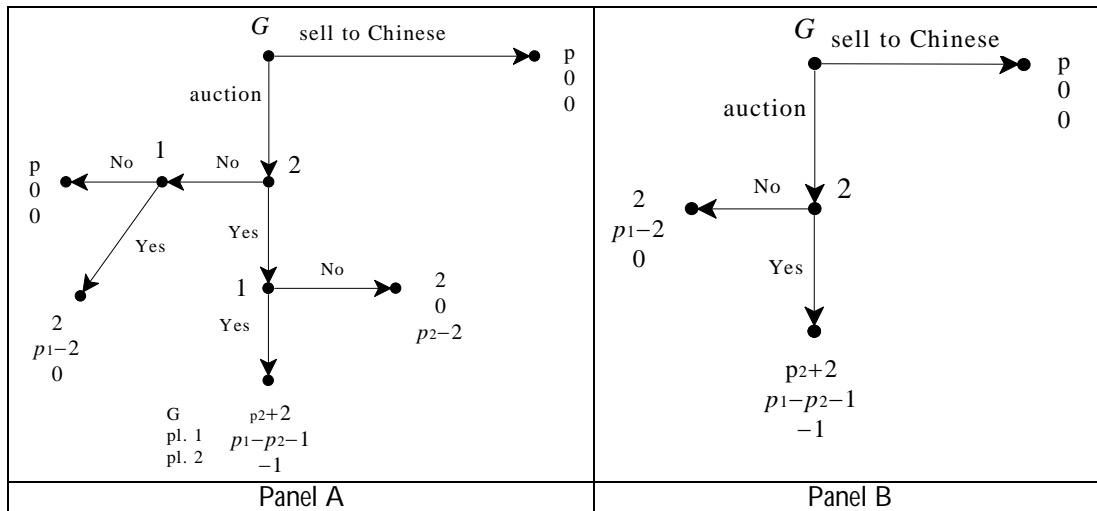 G
sell to Chinese
p
0
0
auction
1
2
No
No
p
0
0
Yes
Yes
1
No
2
0
p2−2
2
p1−2
0
Yes
G
pl. 1
pl. 2
p2+2
p1−p2−1
−1
Panel A
G
sell to Chinese
p
0
0
auction
No
2
2
p1−2
0
Yes
p2+2
p1−p2−1
−1
Panel B